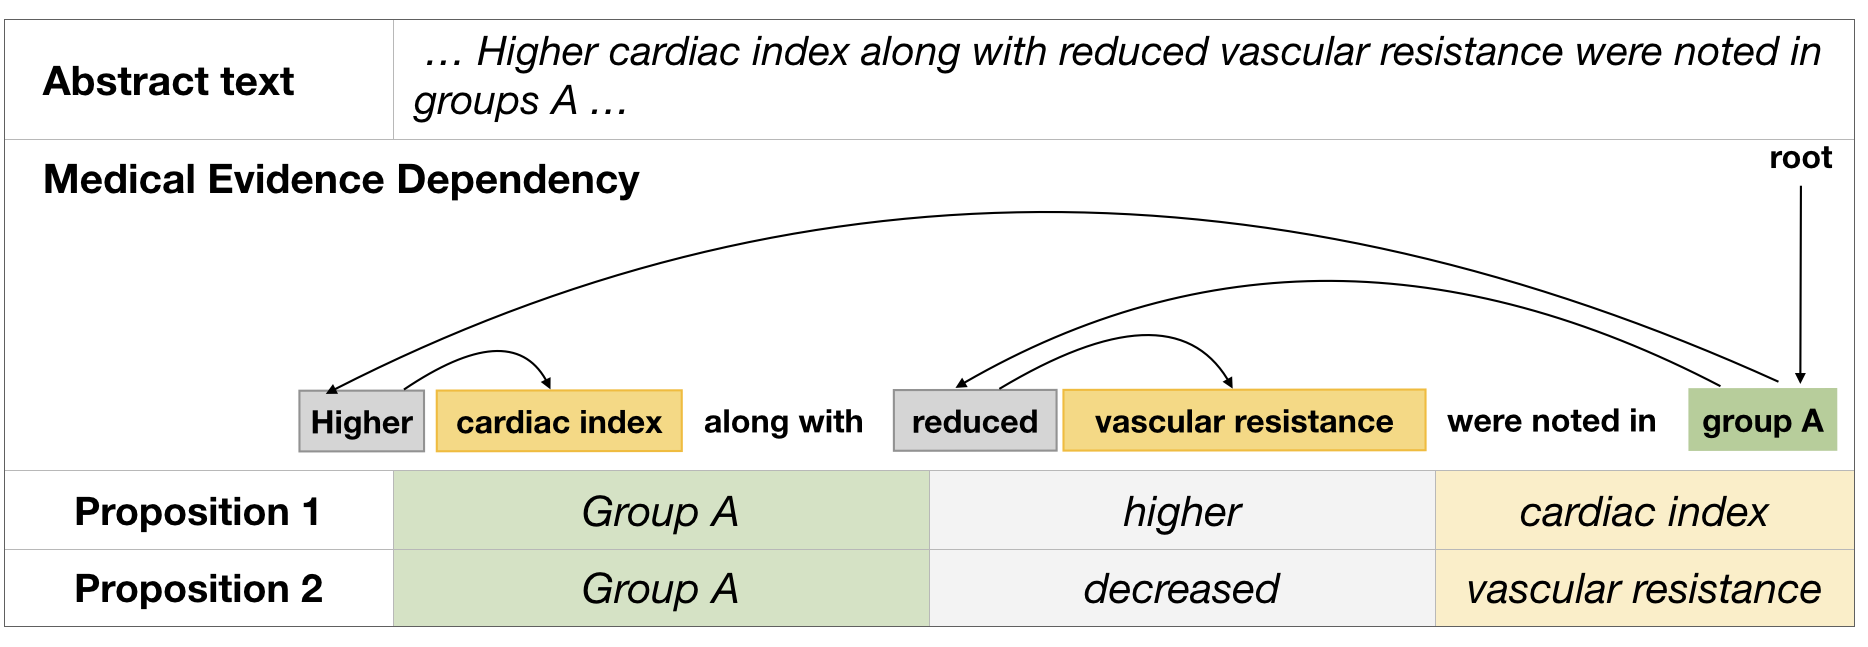 Abstract text
… Higher cardiac index along with reduced vascular resistance were noted in
groups A …
Medical Evidence Dependency
root
Higher cardiac index along with reduced vascular resistance were noted in group A
Proposition 1 Group A higher cardiac index
Proposition 2 Group A decreased vascular resistance